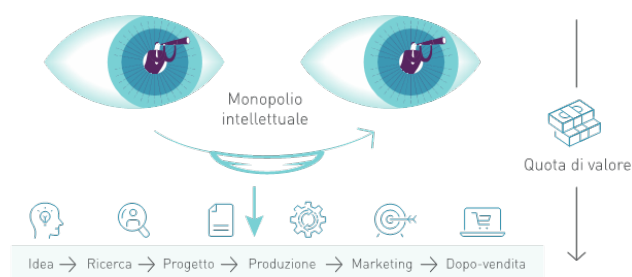 Monopolio
intellettuale
Quota di valore
Idea → Ricerca → Progetto → Produzione → Marketing → Dopo-vendita